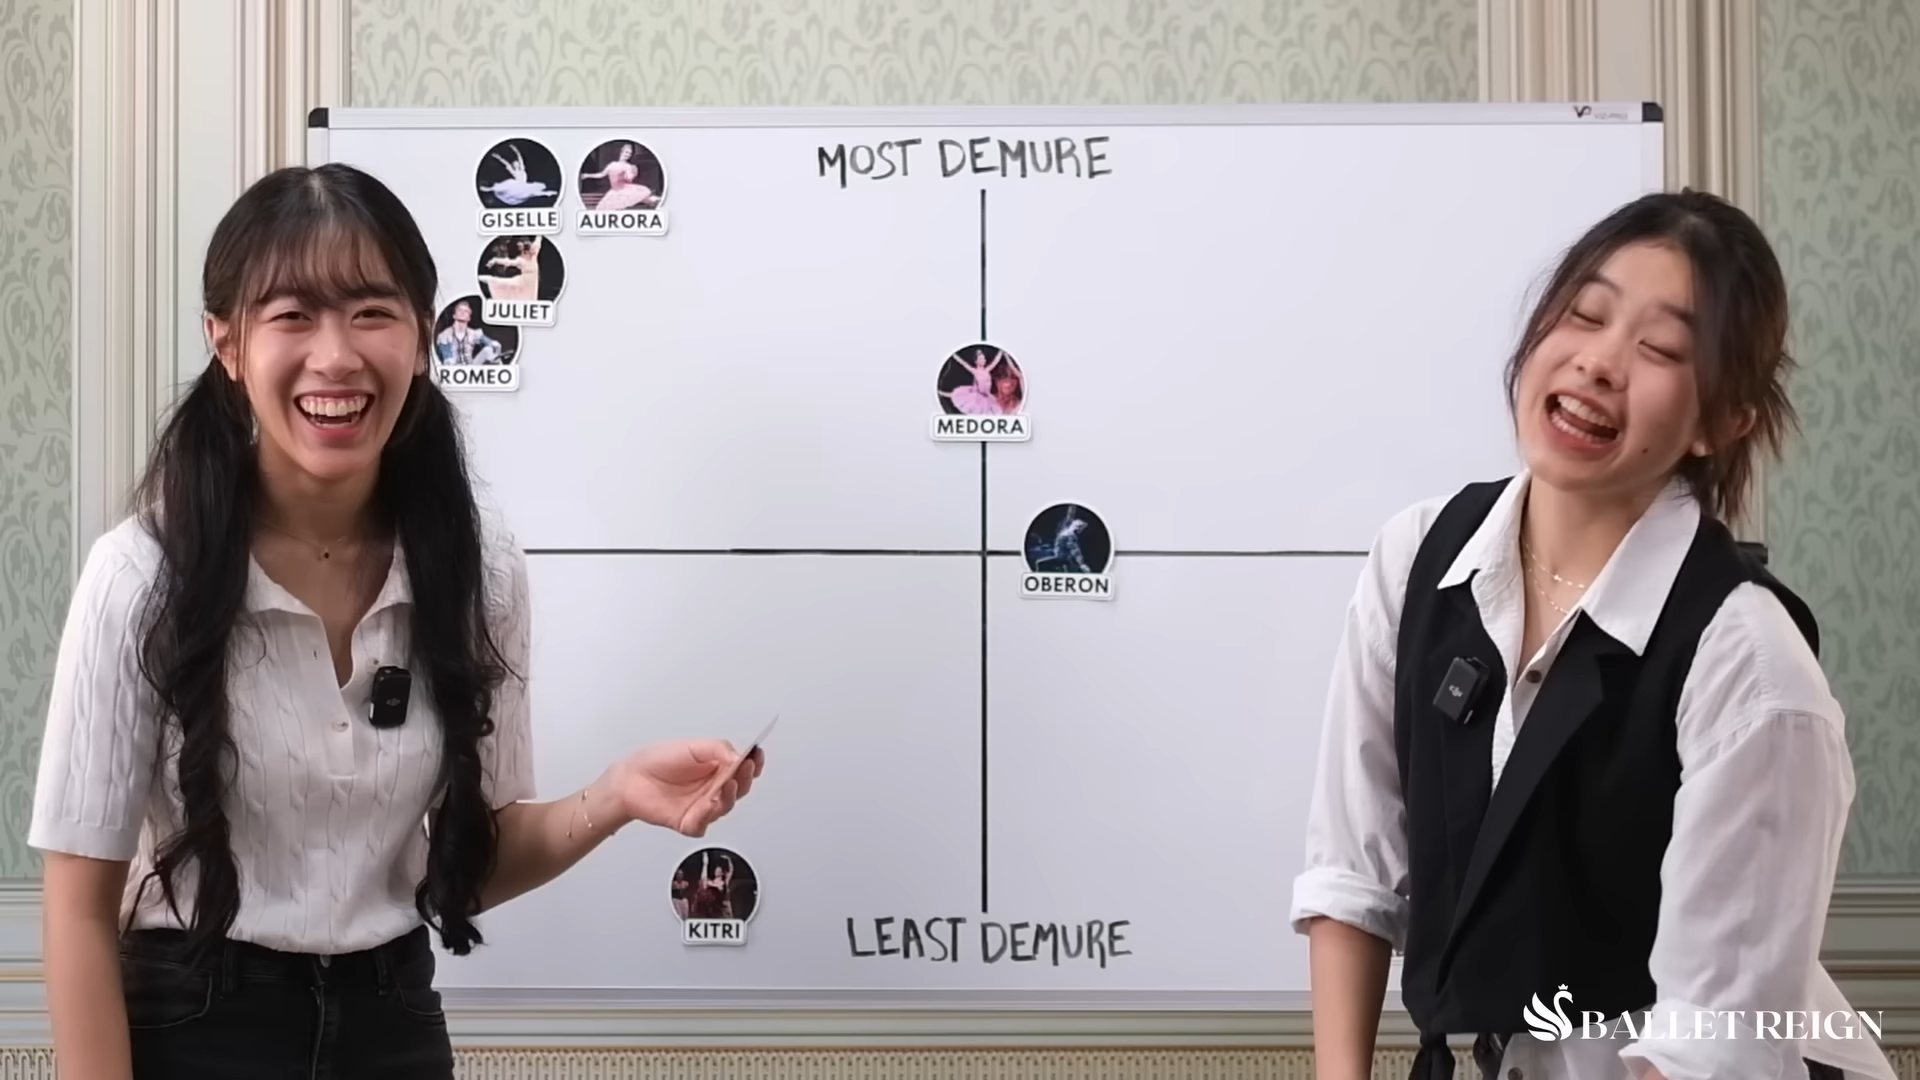 MOST DEMURE
GISELLE
AURORA
JULIET
ROMEO
MEDORA
OBERON
KITRI
LEAST DEMURE
BALLET REIGN